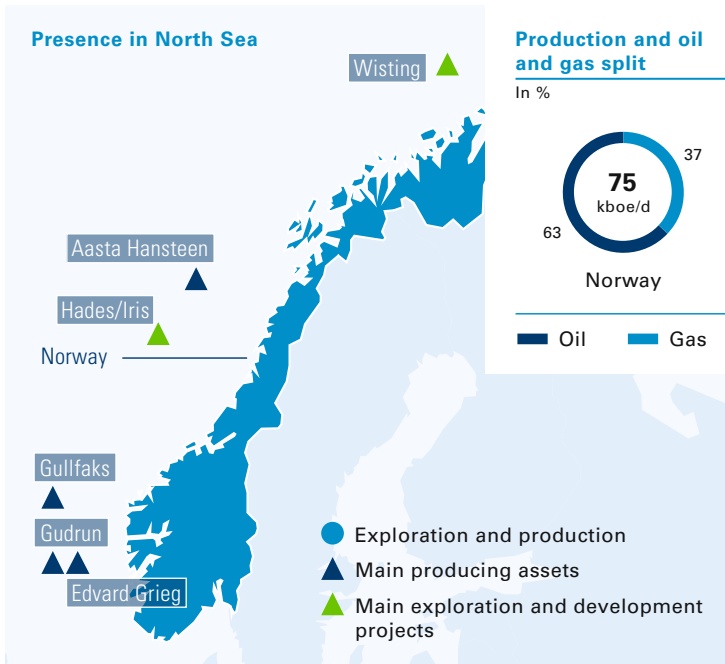 Presence in North Sea
Wisting
Aasta Hansteen
Hades/Iris
Norway
Gullfaks
Gudrun
Edvard Grieg
Exploration and production
Main producing assets
Main exploration and development
projects
Production and oil
and gas split
In %
37
75
kboe/d
63
Norway
Oil
Gas